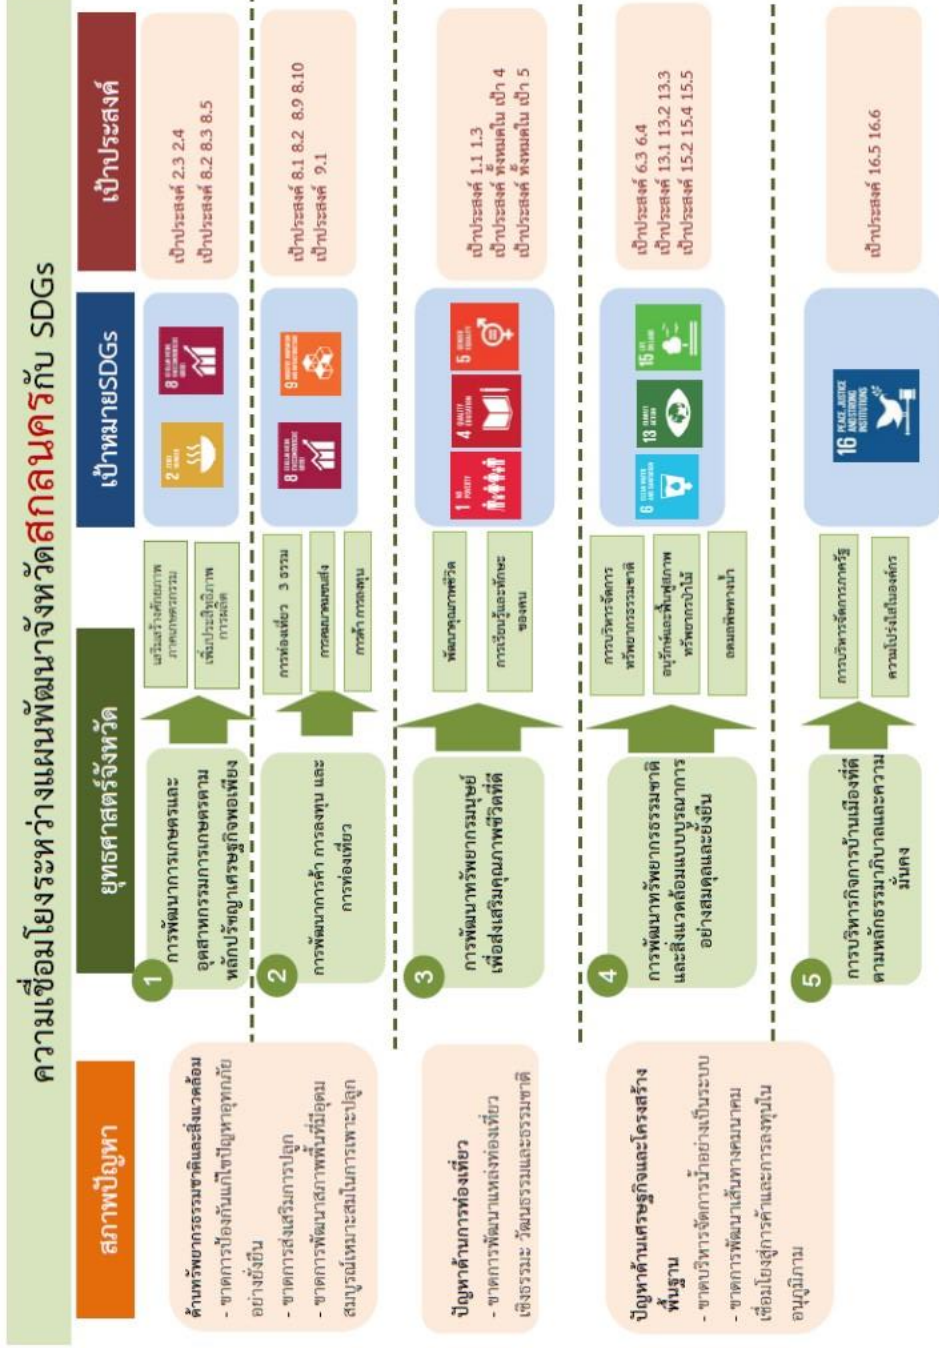 ความเชื่อมโยงระหว่างแผนพัฒนาจังหวัดสกลนครกับ SDGs
สภาพปัญหา
ยุทธศาสตร์จังหวัด
เป้าหมายSDGs
เป้าประสงค์
ด้านทรัพยากรธรรมชาติและสิ่งแวดล้อม
- ขาดการป้องกันแก้ไขปัญหาอุทกภัย
อย่างยั่งยืน
- ขาดการส่งเสริมการปลูก
- ขาดการพัฒนาสภาพพื้นที่มีอุดม
สมบูรณ์เหมาะสมในการเพาะปลูก
ปัญหาด้านการท่องเที่ยว
- ขาดการพัฒนาแหลงท่องเที่ยว
เชิงธรรมะ วัฒนธรรมและธรรมชาติ
ปัญหาด้านเศรษฐกิจและโครงสร้าง
พื้นฐาน
- ขาดบริหารจัดการน้ำอย่างเป็นระบบ
- ขาดการพัฒนาเส้นทางคมนาคม
เชื่อมโยงสู่การค้าและการลงทุนใน
อนุภูมิภาม
1
การพัฒนาการเกษตรและ
อุตสาหกรรมการเกษตรตาม
หลักปรัชญาเศรษฐกิจพอเพียง
เสริมสร้างศักยภาพ
ภาคเกษตรกรรม
เพิ่มประสิทธิภาพ
การผลิต
2 ZERO
HUNGER
8
เป้าประสงค์ 2.3 2.4
เป้าประสงค์ 8.2 8.3 8.5
2
การพัฒนาการค้า การลงทุน และ
การท่องเที่ยว
การท่องเที่ยว 3 ธรรม
การคมนาคมขนส่ง
การค้า การลงทุน
8
9
เป้าประสงค์ 8.1 8.2 8.9 8.10
เป้าประสงค์ 9.1
3
การพัฒนาทรัพยากรมนุษย์
เพื่อส่งเสริมคุณภาพชีวิตที่ดี
พัฒนาคุณภาพชีวิต
การเรียนรู้และทักษะ
ของคน
1 NO
POVERTY
4 QUALITY
EDUCATION
5 GENDER
EQUALITY
เป้าประสงค์ 1.1 1.3
เป้าประสงค์ ทั้งหมดใน เป้า 4
เป้าประสงค์ ทั้งหมดใน เป้า 5
4
การพัฒนาทรัพยากรธรรมชาติ
และสิ่งแวดล้อมแบบบูรณาการ
อย่างสมดุลและยั่งยืน
การบริหารจัดการ
ทรัพยากรธรรมชาติ
อนุรักษ์และฟื้นฟูสภาพ
ทรัพยากรป่าไม้
ลดมลพิษทางน้ำ
6 CLEAN WATER
AND SANITATION
13 CLIMATE
ACTION
15 LIFE
ON LAND
เป้าประสงค์ 6.3 6.4
เป้าประสงค์ 13.1 13.2 13.3
เป้าประสงค์ 15.2 15.4 15.5
5
การบริหารกิจการบ้านเมืองที่ดี
ตามหลักธรรมาภิบาลและความ
มั่นคง
การบริหารจัดการภาครัฐ
ความโปร่งใสในองค์กร
16 PEACE, JUSTICE
AND STRONG
INSTITUTIONS
เป้าประสงค์ 16.5 16.6